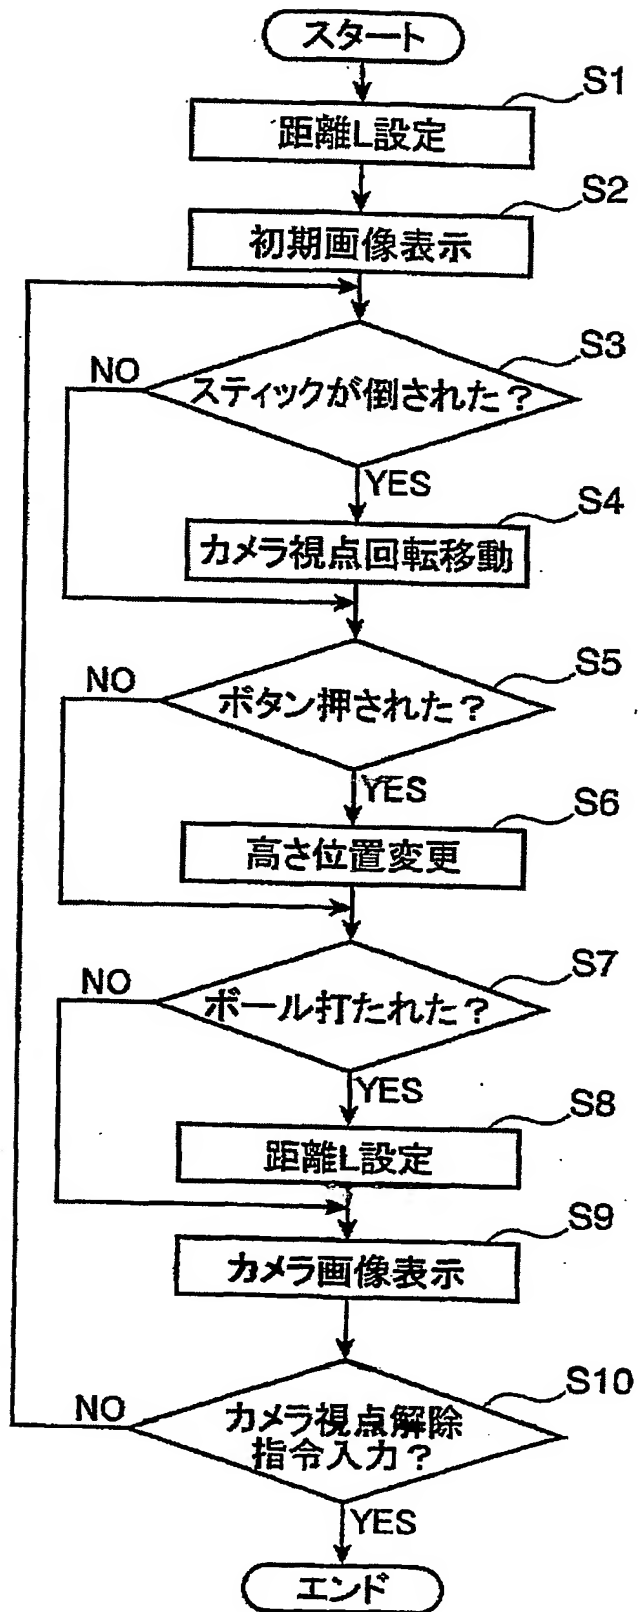 スタート
S1
距離L設定
S2
初期画像表示
S3
NO
スティックが倒された？
YES
S4
カメラ視点回転移動
S5
NO
ボタン押された？
YES
S6
高さ位置変更
S7
NO
ボール打たれた？
YES
S8
距離L設定
S9
カメラ画像表示
S10
NO
カメラ視点解除
指令入力？
YES
エンド